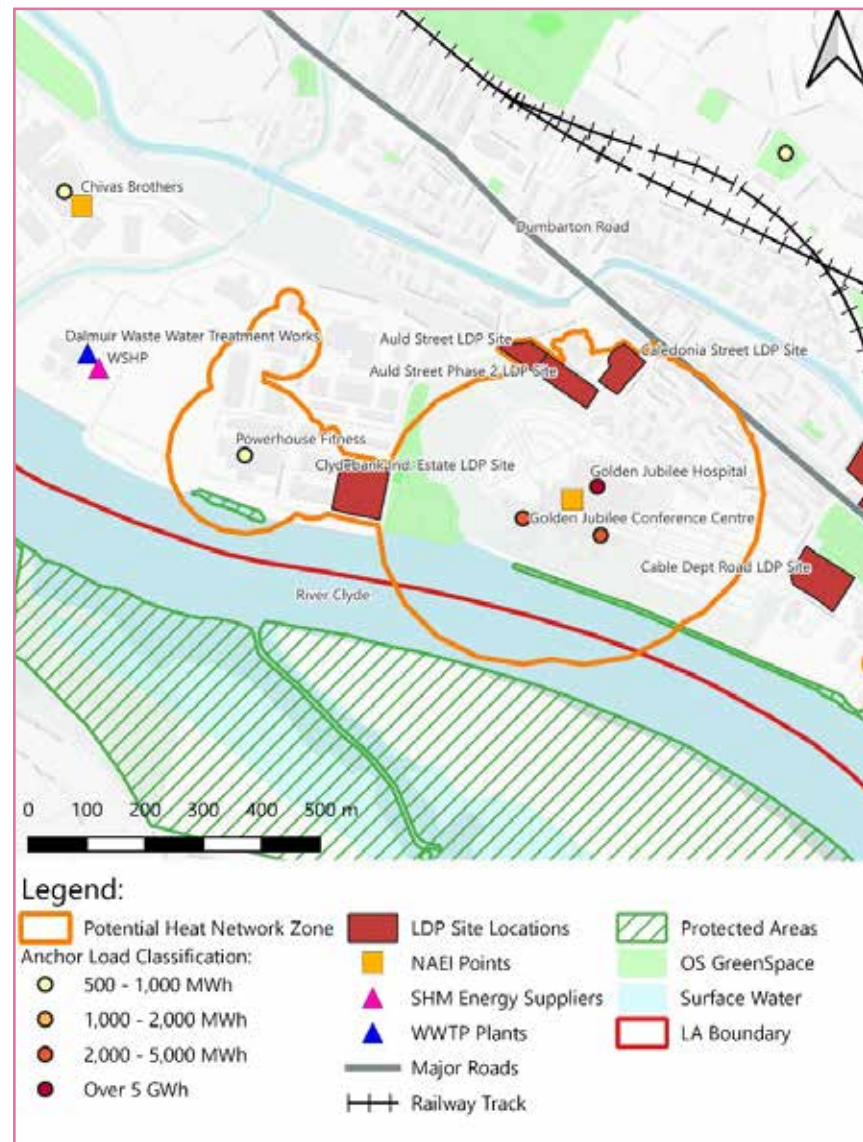 Chivas Brothers
Dumbarton Road
Dalmuir Waste Water Treatment Works
WSHP
Auld Street LDP Site
Caledonia Street LDP Site
Auld Street Phase 2 LDP Site
Powerhouse Fitness
Clydebank Ind. Estate LDP Site
Golden Jubilee Hospital
Golden Jubilee Conference Centre
Cable Dept Road LDP Site
River Clyde
0 100 200 300 400 500 m
Legend:
Potential Heat Network Zone
Anchor Load Classification:
500 - 1,000 MWh
1,000 - 2,000 MWh
2,000 - 5,000 MWh
Over 5 GWh
LDP Site Locations
NAEI Points
SHM Energy Suppliers
WWTP Plants
Major Roads
Railway Track
Protected Areas
OS GreenSpace
Surface Water
LA Boundary